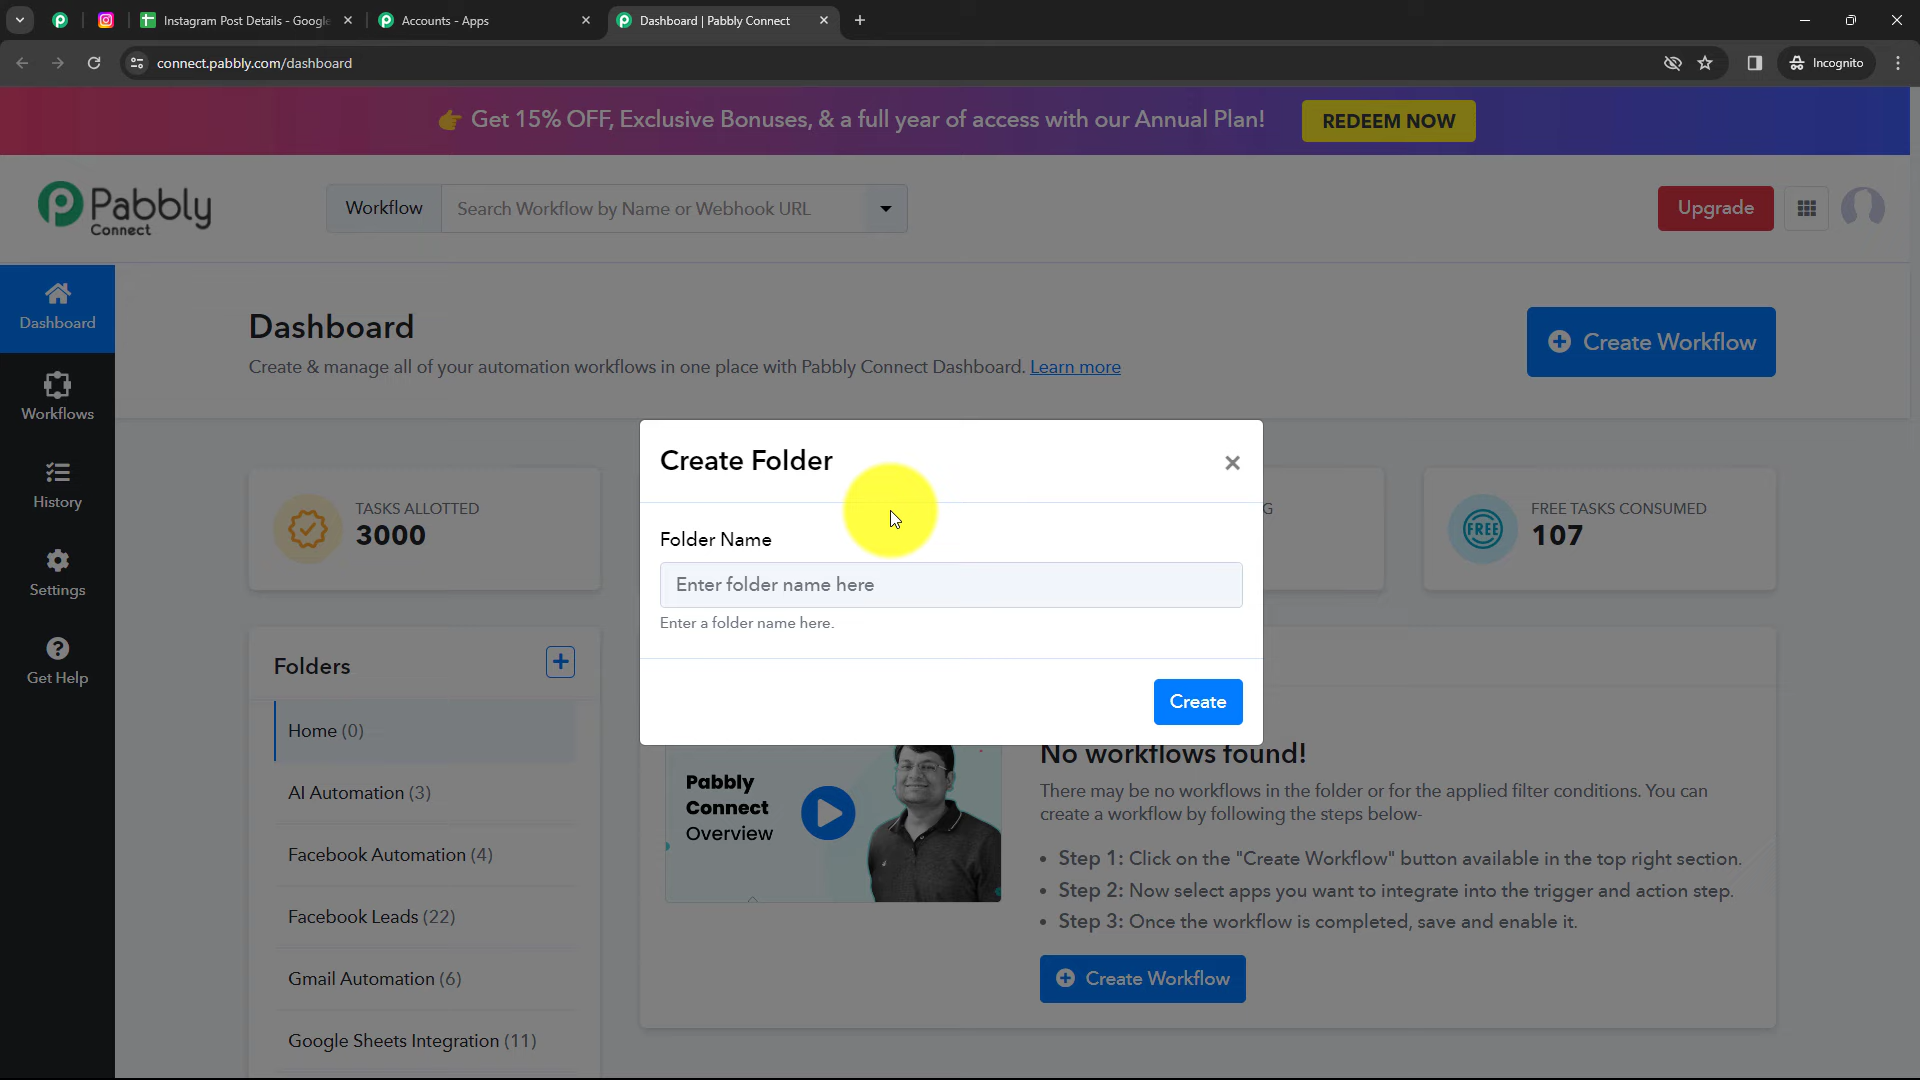 Instagram Post Details - Google
Accounts - Apps
Dashboard | Pabbly Connect
connect.pabbly.com/dashboard
Incognito
👉 Get 15% OFF, Exclusive Bonuses, & a full year of access with our Annual Plan!
REDEEM NOW
Pabbly
Connect
Workflow
Search Workflow by Name or Webhook URL
Upgrade
Dashboard
Workflows
History
Settings
Get Help
Dashboard
Create & manage all of your automation workflows in one place with Pabbly Connect Dashboard. Learn more
Create Workflow
TASKS ALLOTTED
3000
G
FREE
FREE TASKS CONSUMED
107
Create Folder
×
Folder Name
Enter folder name here
Enter a folder name here.
Create
Folders
+
Home (0)
AI Automation (3)
Facebook Automation (4)
Facebook Leads (22)
Gmail Automation (6)
Google Sheets Integration (11)
Pabbly
Connect
Overview
No workflows found!
There may be no workflows in the folder or for the applied filter conditions. You can
create a workflow by following the steps below-
• Step 1: Click on the "Create Workflow" button available in the top right section.
• Step 2: Now select apps you want to integrate into the trigger and action step.
• Step 3: Once the workflow is completed, save and enable it.
Create Workflow